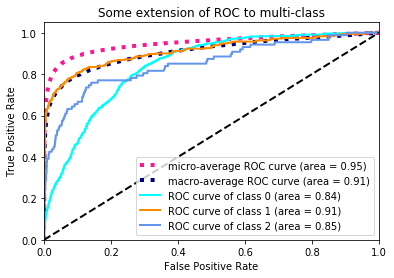 Some extension of ROC to multi-class
1.0
0.8
0.6
0.4
0.2
0.0
True Positive Rate
micro-average ROC curve (area = 0.95)
macro-average ROC curve (area = 0.91)
ROC curve of class 0 (area = 0.84)
ROC curve of class 1 (area = 0.91)
ROC curve of class 2 (area = 0.85)
0.0 0.2 0.4 0.6 0.8 1.0
False Positive Rate